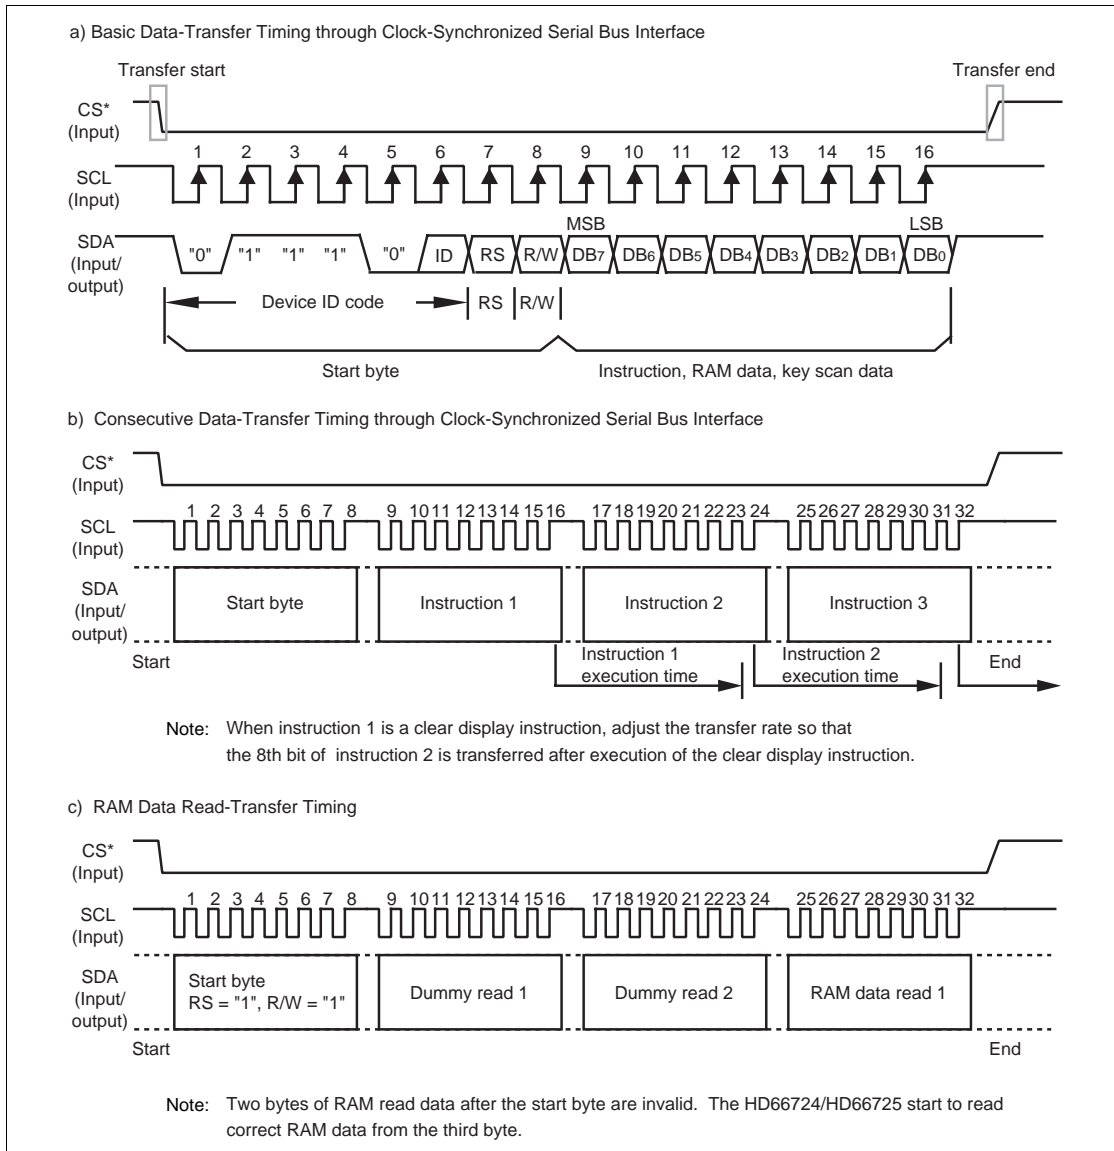 a) Basic Data-Transfer Timing through Clock-Synchronized Serial Bus Interface
Transfer start
Transfer end
CS*
(Input)
1 2 3 4 5 6 7 8 9 10 11 12 13 14 15 16
SCL
(Input)
MSB LSB
SDA
(Input/
output)
"0" "1" "1" "1" "0" ID RS R/W DB7 DB6 DB5 DB4 DB3 DB2 DB1 DB0
Device ID code RS R/W
Start byte
Instruction, RAM data, key scan data
b) Consecutive Data-Transfer Timing through Clock-Synchronized Serial Bus Interface
CS*
(Input)
1 2 3 4 5 6 7 8 9 10 11 12 13 14 15 16 17 18 19 20 21 22 23 24 25 26 27 28 29 30 31 32
SCL
(Input)
SDA
(Input/
output)
Start byte
Instruction 1
Instruction 2
Instruction 3
Start
Instruction 1
execution time
Instruction 2
execution time
End
Note: When instruction 1 is a clear display instruction, adjust the transfer rate so that
the 8th bit of instruction 2 is transferred after execution of the clear display instruction.
c) RAM Data Read-Transfer Timing
CS*
(Input)
1 2 3 4 5 6 7 8 9 10 11 12 13 14 15 16 17 18 19 20 21 22 23 24 25 26 27 28 29 30 31 32
SCL
(Input)
SDA
(Input/
output)
Start byte
RS = "1", R/W = "1"
Dummy read 1
Dummy read 2
RAM data read 1
Start
End
Note: Two bytes of RAM read data after the start byte are invalid. The HD66724/HD66725 start to read
correct RAM data from the third byte.